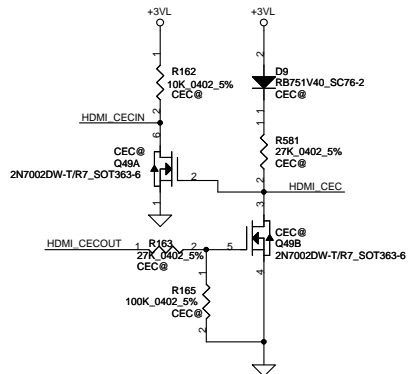 +3VL
+3VL
1
2
R162
10K_0402_5%
CEC@
D9
RB751V40_SC76-2
CEC@
2
1
1
HDMI_CECIN
R581
27K_0402_5%
CEC@
2
CEC@
Q49A
2N7002DW-T/R7_SOT363-6
6
2
1
HDMI_CEC
3
CEC@
Q49B
2N7002DW-T/R7_SOT363-6
HDMI_CECOUT
1
R163
2
27K_0402_5%
CEC@
5
4
1
R165
100K_0402_5%
CEC@
2